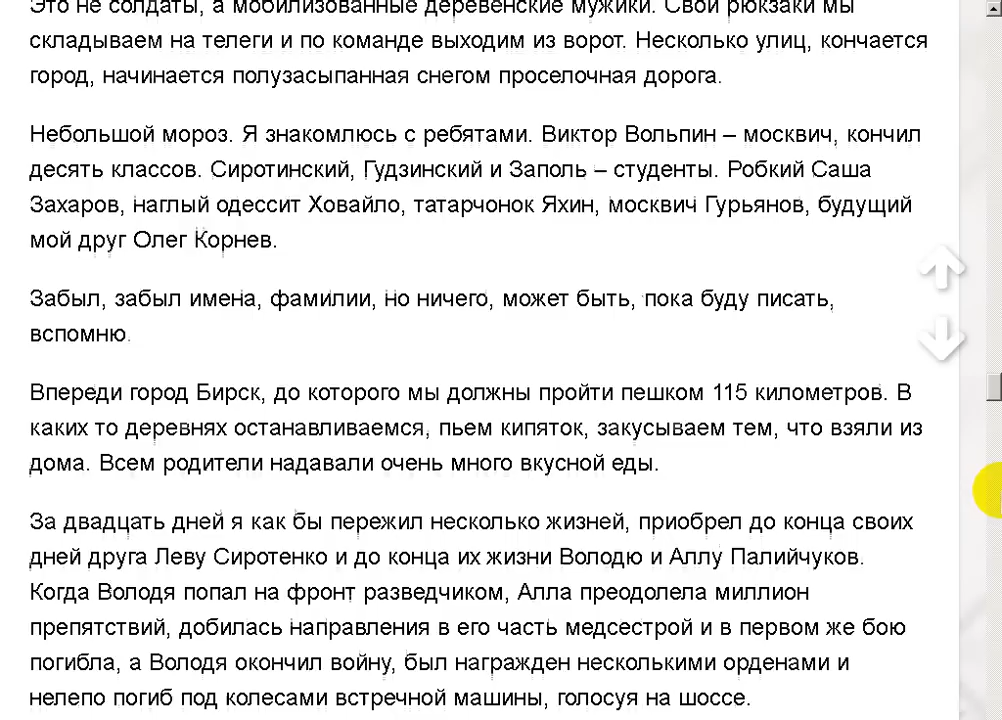 Это не солдаты, а мобилизованные деревенские мужики. Свои рюкзаки мы
складываем на телеги и по команде выходим из ворот. Несколько улиц, кончается
город, начинается полузасыпанная снегом проселочная дорога.
Небольшой мороз. Я знакомлюсь с ребятами. Виктор Вольпин – москвич, кончил
десять классов. Сиротинский, Гудзинский и Заполь – студенты. Робкий Саша
Захаров, наглый одессит Ховайло, татарчонок Яхин, москвич Гурьянов, будущий
мой друг Олег Корнев.
Забыл, забыл имена, фамилии, но ничего, может быть, пока буду писать,
вспомню.
Впереди город Бирск, до которого мы должны пройти пешком 115 километров. В
каких то деревнях останавливаемся, пьем кипяток, закусываем тем, что взяли из
дома. Всем родители надавали очень много вкусной еды.
За двадцать дней я как бы пережил несколько жизней, приобрел до конца своих
дней друга Леву Сиротенко и до конца их жизни Володю и Аллу Палийчуков.
Когда Володя попал на фронт разведчиком, Алла преодолела миллион
препятствий, добилась направления в его часть медсестрой и в первом же бою
погибла, а Володя окончил войну, был награжден несколькими орденами и
нелепо погиб под колесами встречной машины, голосуя на шоссе.